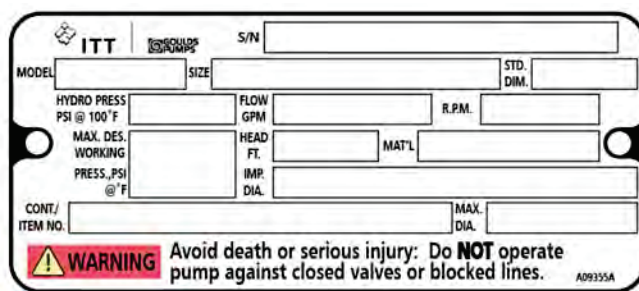 ITT GOULDS PUMPS S/N
MODEL SIZE STD. DIM.
HYDRO PRESS PSI @ 100°F FLOW GPM R.P.M.
MAX. DES. WORKING HEAD FT. MAT'L
PRESS.,PSI @°F IMP. DIA.
CONT./ ITEM NO. MAX. DIA.
WARNING Avoid death or serious injury: Do NOT operate
pump against closed valves or blocked lines. A09355A